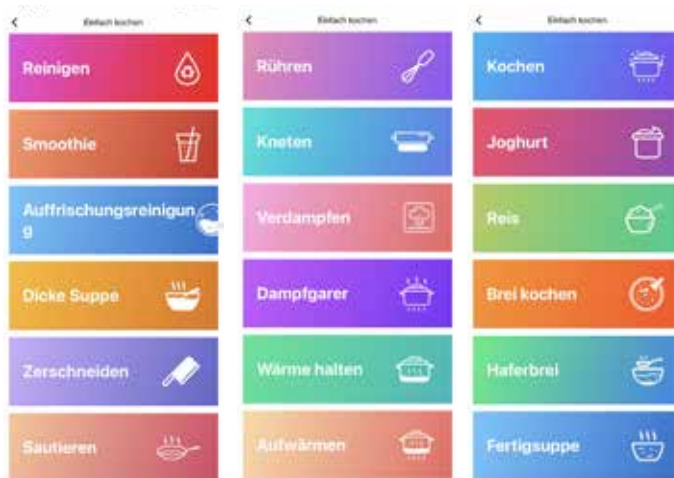 Einfach kochen
Reinigen
Smoothie
Auffrischungsreinigun
g
Dicke Suppe
Zerschneiden
Sautieren
Einfach kochen
Rühren
Kneten
Verdampfen
Dampfgarer
Wärme halten
Aufwärmen
Einfach kochen
Kochen
Joghurt
Reis
Brei kochen
Haferbrei
Fertigsuppe